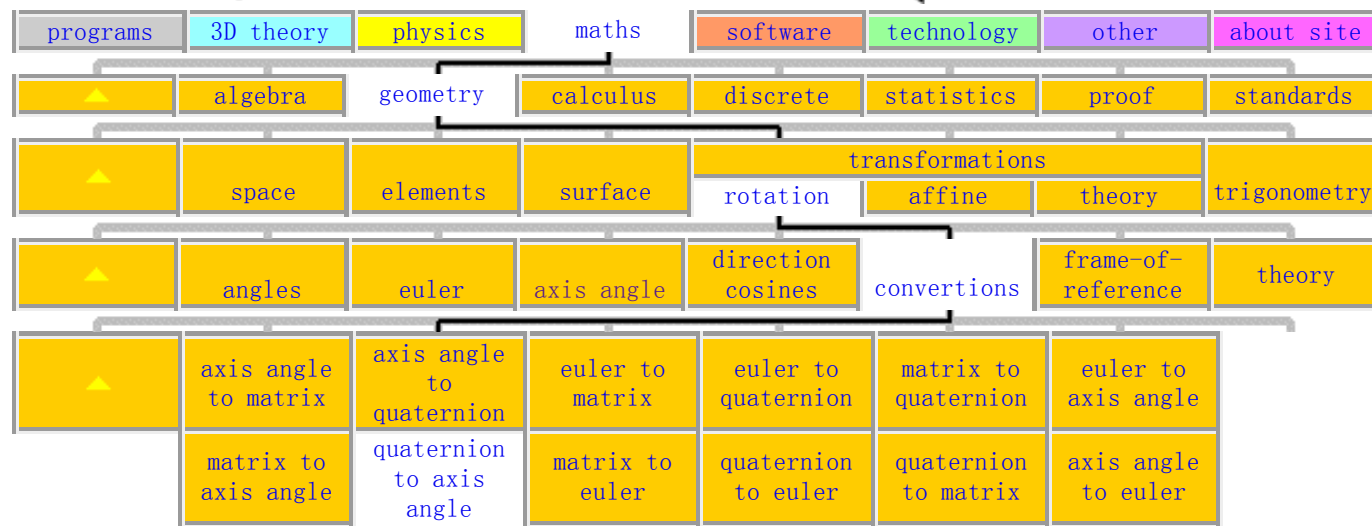 programs
3D theory
physics
maths
software
technology
other
about site
algebra
geometry
calculus
discrete
statistics
proof
standards
space
elements
surface
transformations
rotation
affine
theory
trigonometry
angles
euler
axis angle
direction
cosines
convertions
frame-of-
reference
theory
axis angle
to matrix
axis angle
to
quaternion
euler to
matrix
euler to
quaternion
matrix to
quaternion
euler to
axis angle
matrix to
axis angle
quaternion
to axis
angle
matrix to
euler
quaternion
to euler
quaternion
to matrix
axis angle
to euler